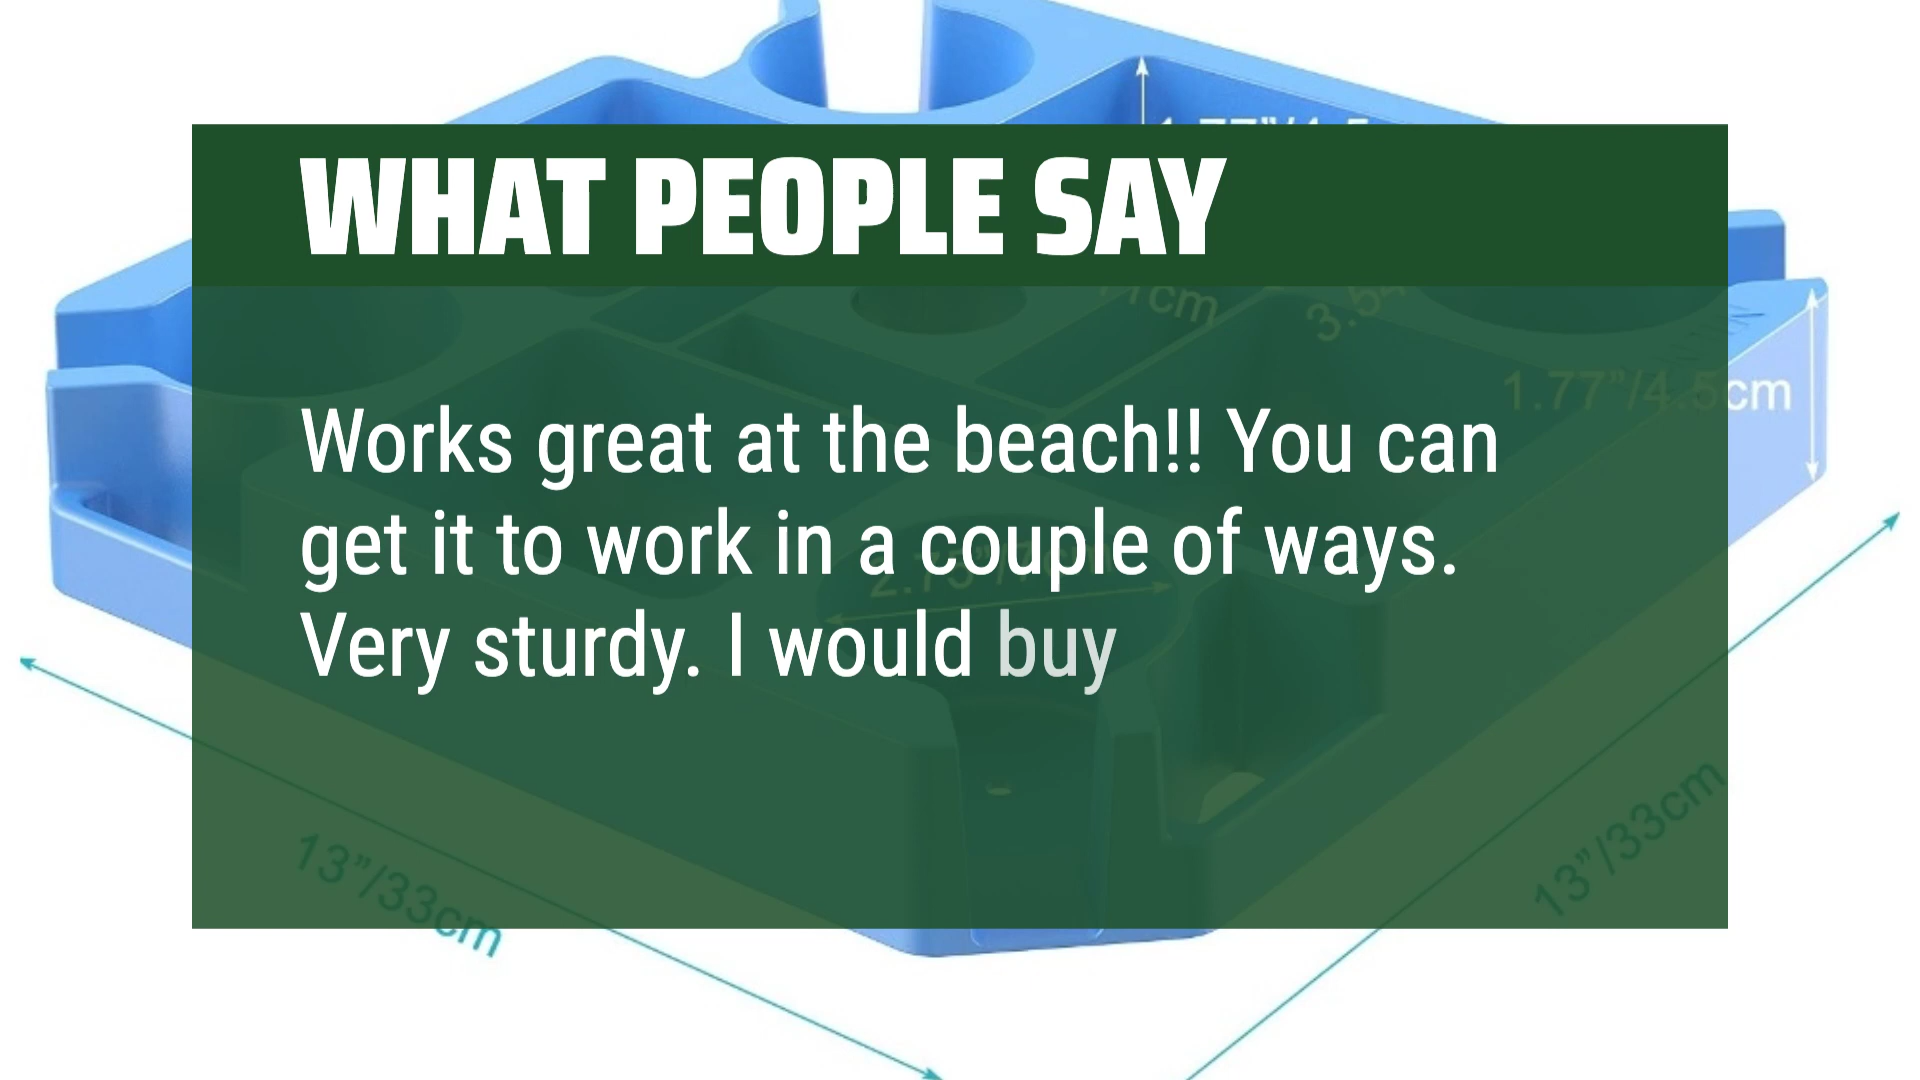 WHAT PEOPLE SAY
11cm
1.77"/4.5cm
Works great at the beach!! You can
get it to work in a couple of ways.
Very sturdy. I would buy
13"/33cm
13"/33cm